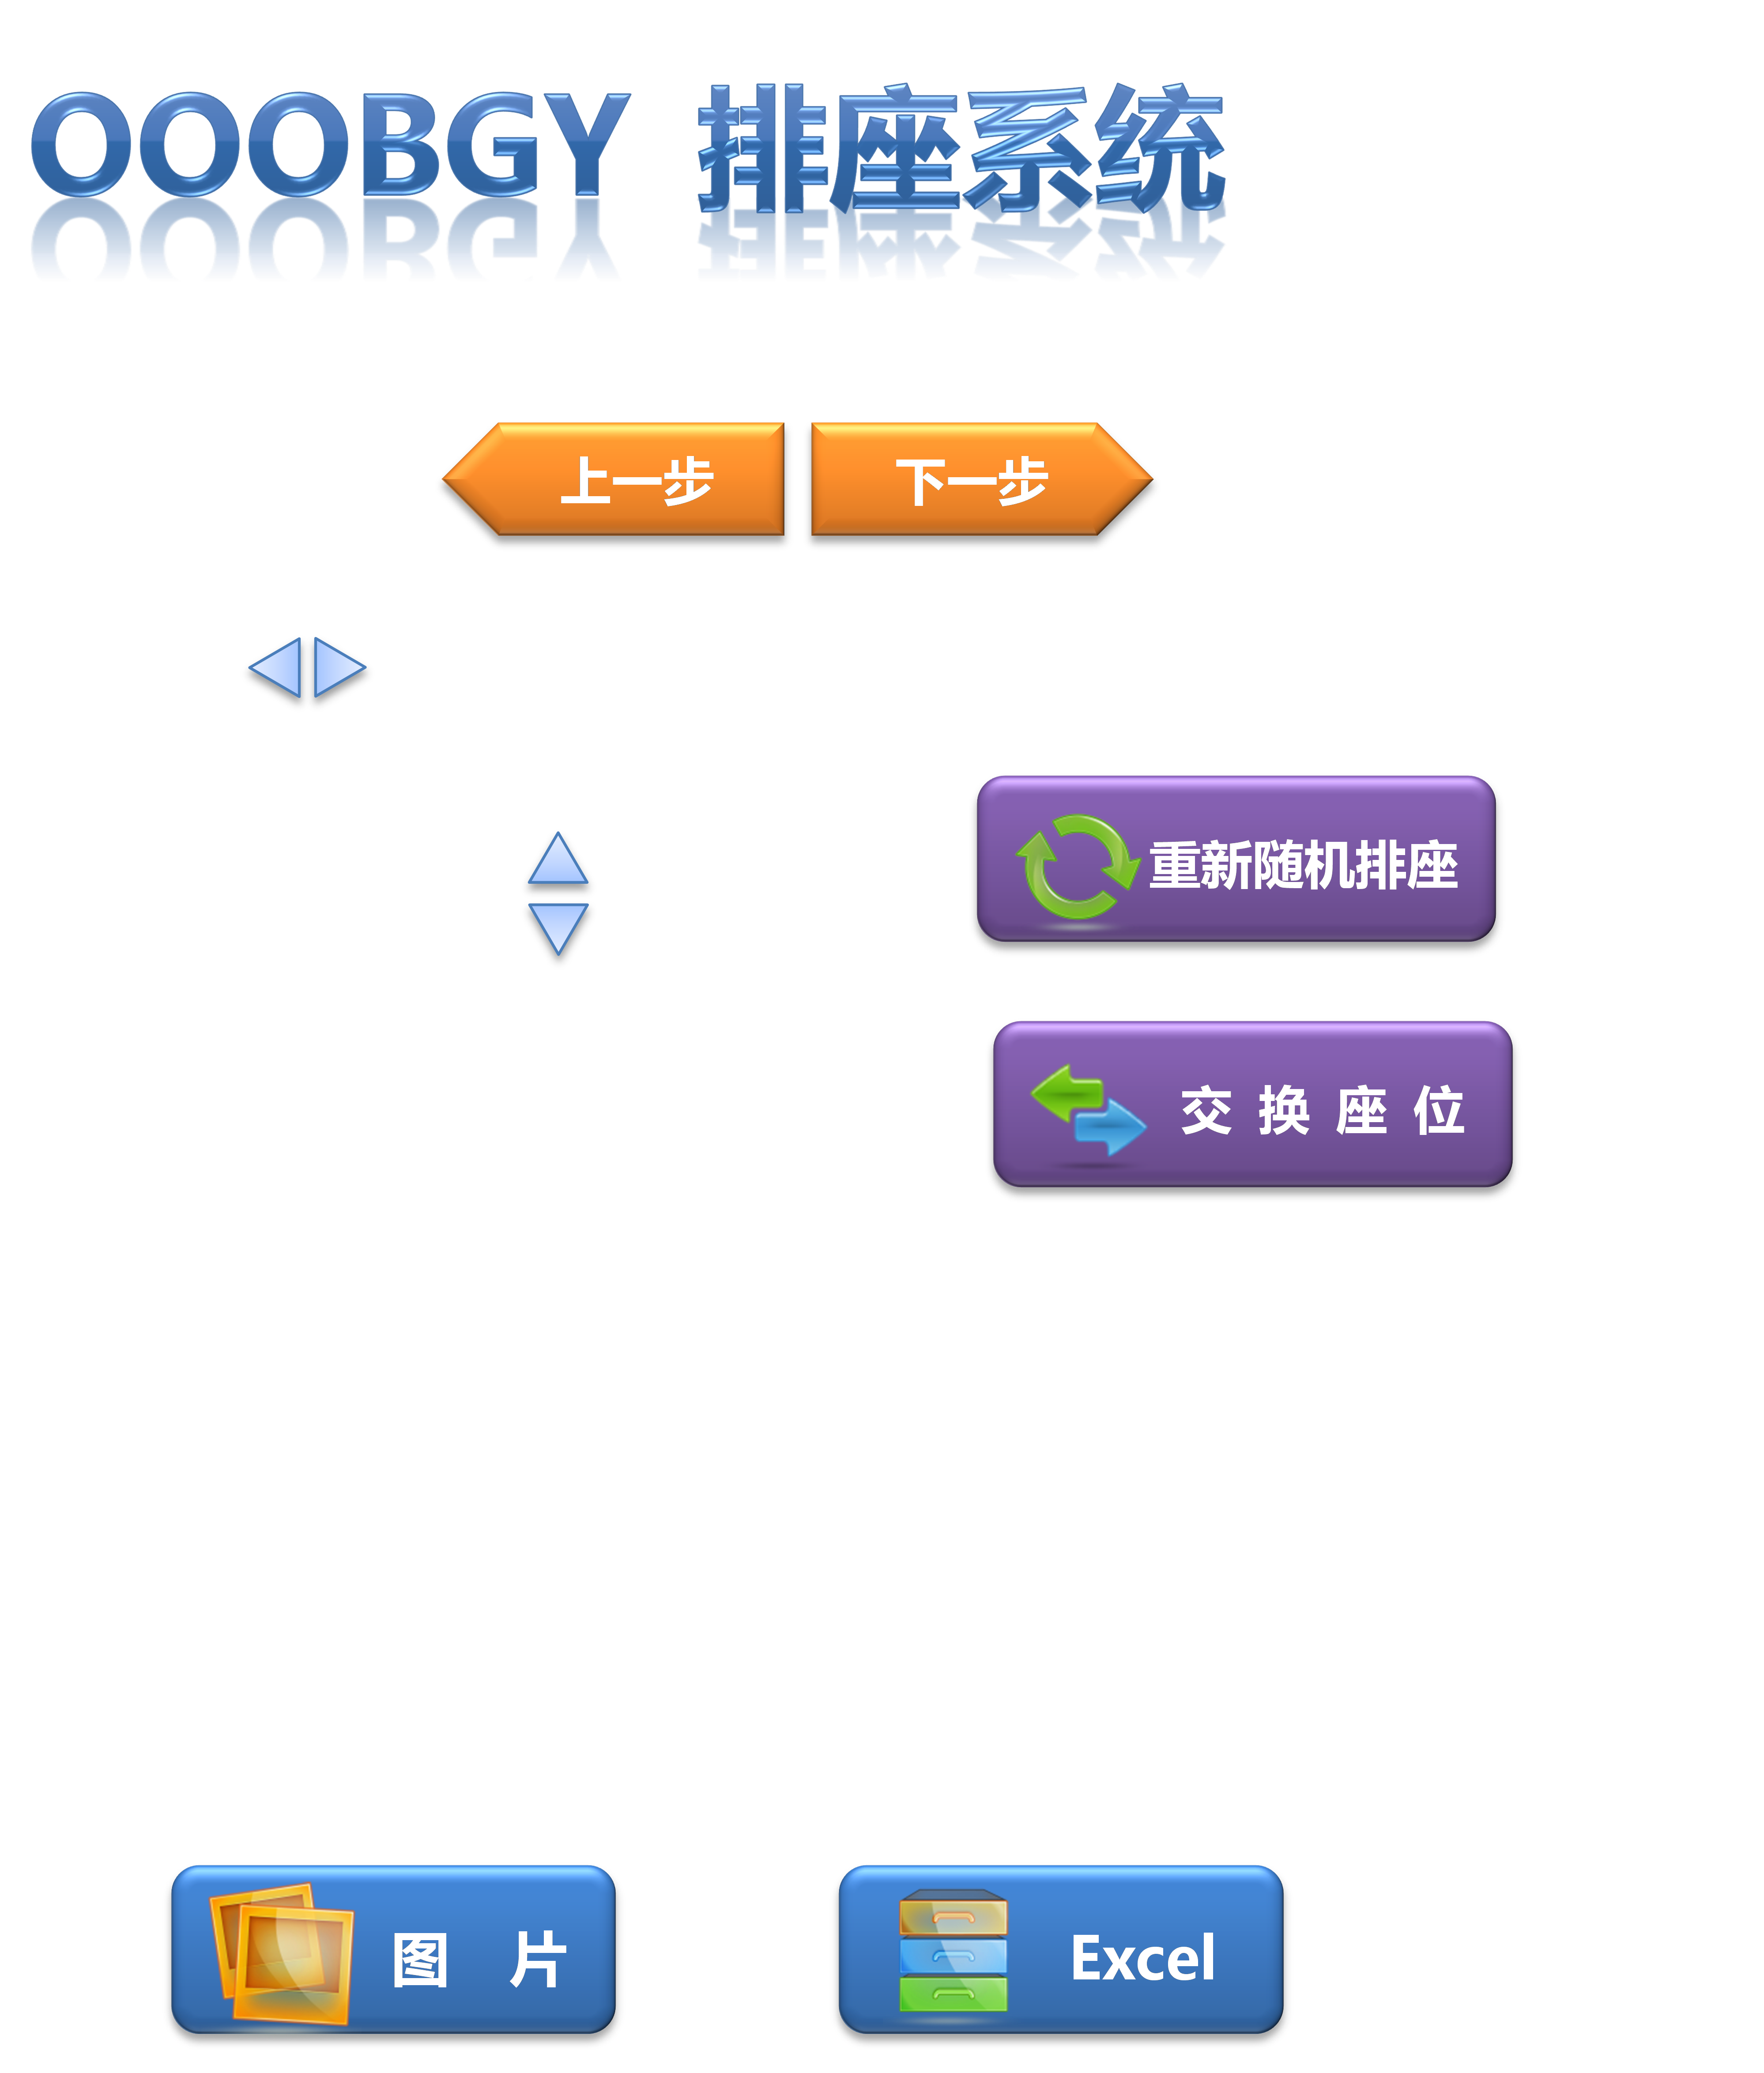 OOOBGY 排座系统
上一步 下一步
重新随机排座
交 换 座 位
图 片 Excel